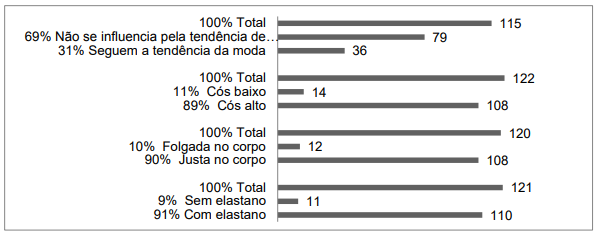 100% Total 115
69% Não se influencia pela tendência de... 79
31% Seguem a tendência da moda 36
100% Total 122
11% Cós baixo 14
89% Cós alto 108
100% Total 120
10% Folgada no corpo 12
90% Justa no corpo 108
100% Total 121
9% Sem elastano 11
91% Com elastano 110